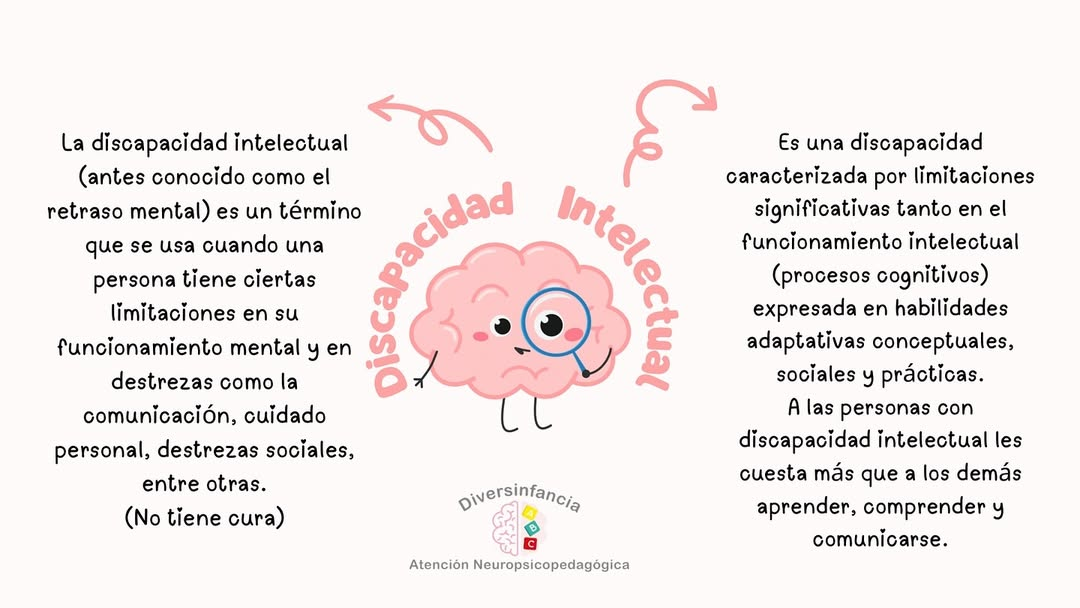 La discapacidad intelectual
(antes conocido como el
retraso mental) es un término
que se usa cuando una
persona tiene ciertas
limitaciones en su
funcionamiento mental y en
destrezas como la
comunicación, cuidado
personal, destrezas sociales,
entre otras.
(No tiene cura)
Discapacidad Intelectual
Es una discapacidad
caracterizada por limitaciones
significativas tanto en el
funcionamiento intelectual
(procesos cognitivos)
expresada en habilidades
adaptativas conceptuales,
sociales y prácticas.
A las personas con
discapacidad intelectual les
cuesta más que a los demás
aprender, comprender y
comunicarse.
Diversinfancia
A
B
C
Atención Neuropsicopedagógica